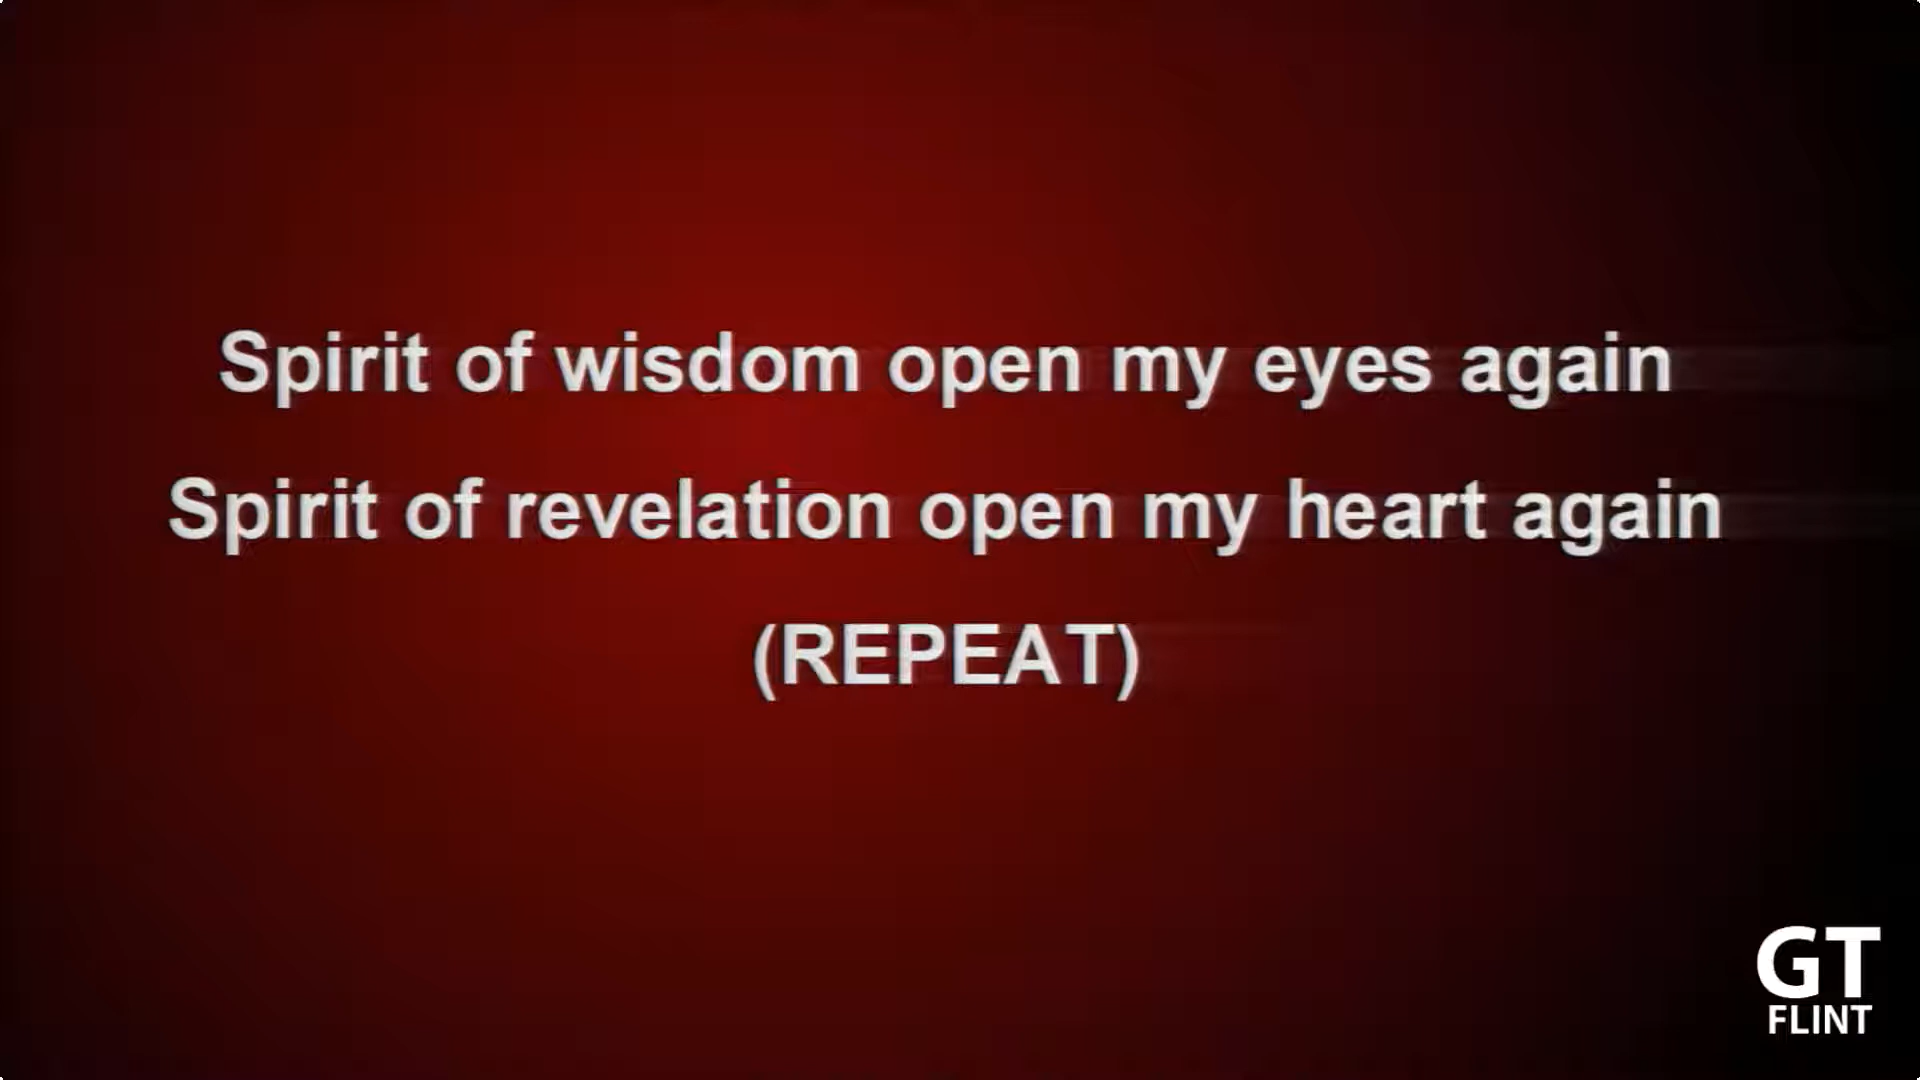 Spirit of wisdom open my eyes again
Spirit of revelation open my heart again
(REPEAT)
GT
FLINT